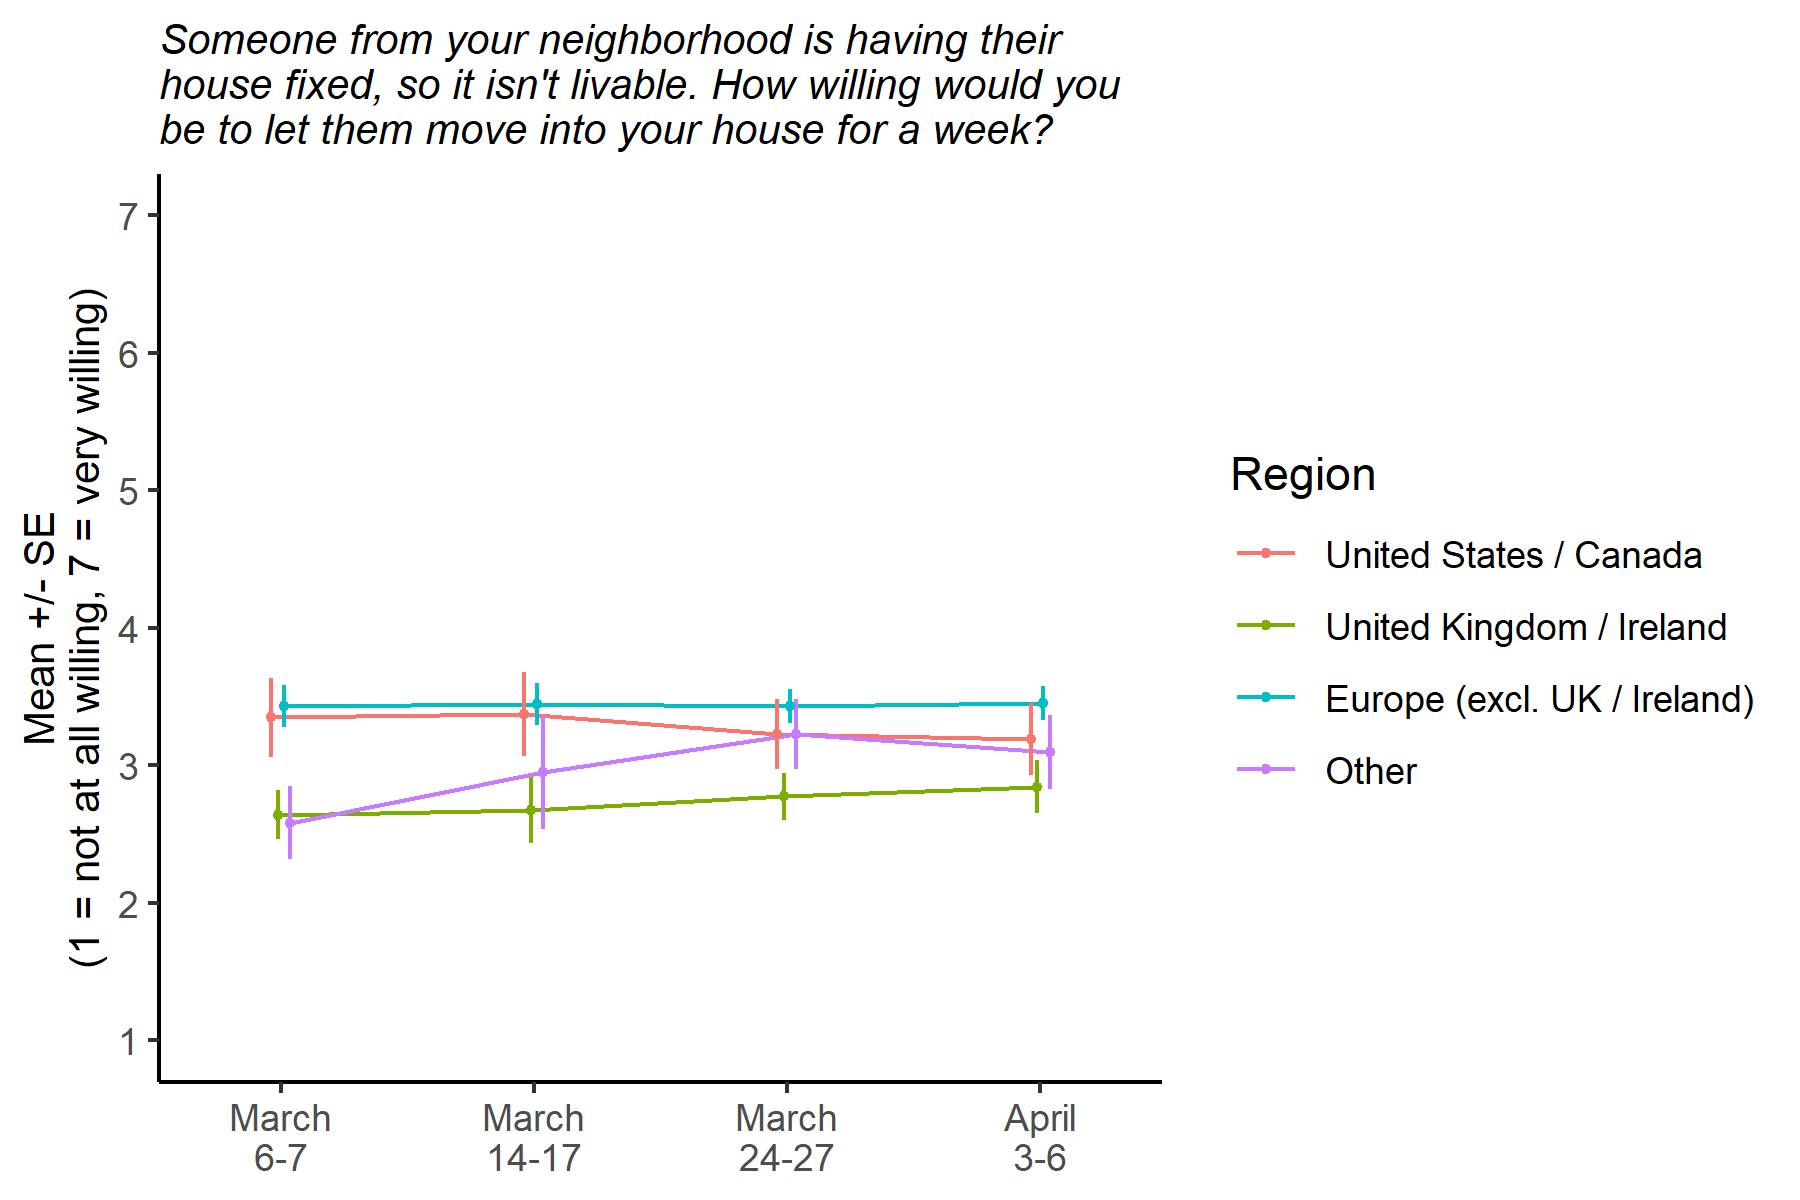 Someone from your neighborhood is having their
house fixed, so it isn't livable. How willing would you
be to let them move into your house for a week?
Mean +/- SE
(1 = not at all willing, 7 = very willing)
7
6
5
4
3
2
1
March
6-7
March
14-17
March
24-27
April
3-6
Region
United States / Canada
United Kingdom / Ireland
Europe (excl. UK / Ireland)
Other